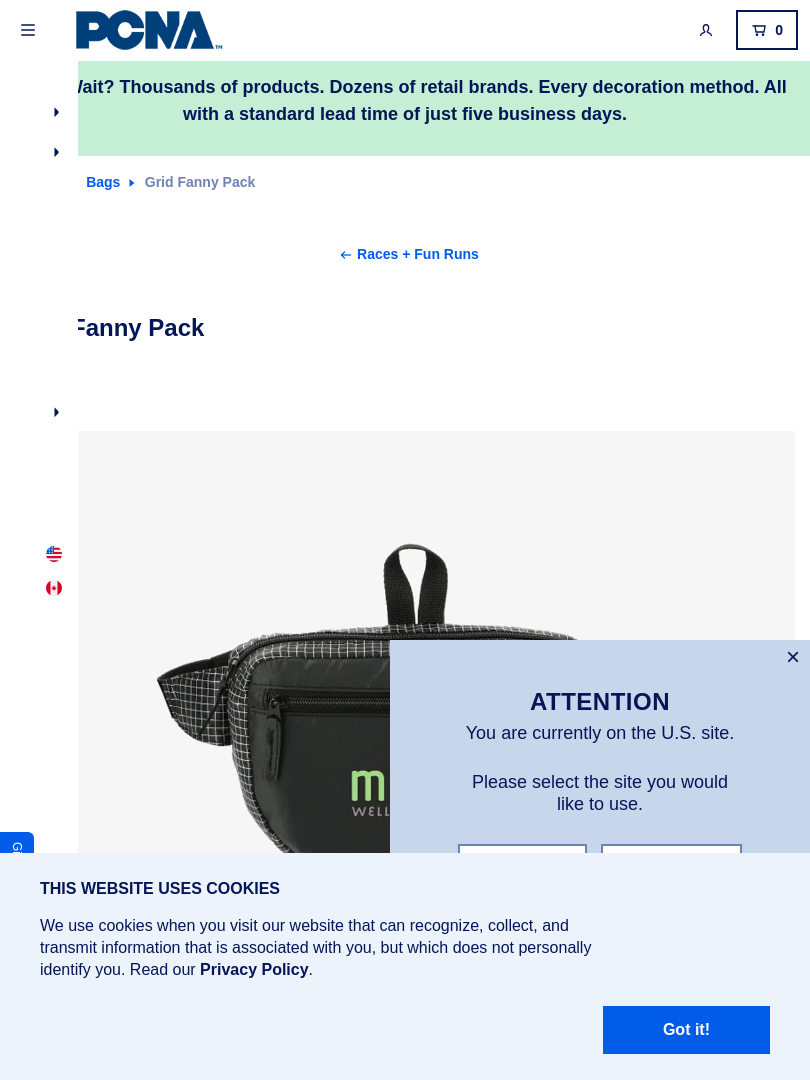 PCNA™
0
Wait? Thousands of products. Dozens of retail brands. Every decoration method. All
with a standard lead time of just five business days.
Bags
Grid Fanny Pack
Races + Fun Runs
Fanny Pack
ATTENTION
You are currently on the U.S. site.
Please select the site you would
like to use.
THIS WEBSITE USES COOKIES
We use cookies when you visit our website that can recognize, collect, and
transmit information that is associated with you, but which does not personally
identify you. Read our Privacy Policy.
Got it!